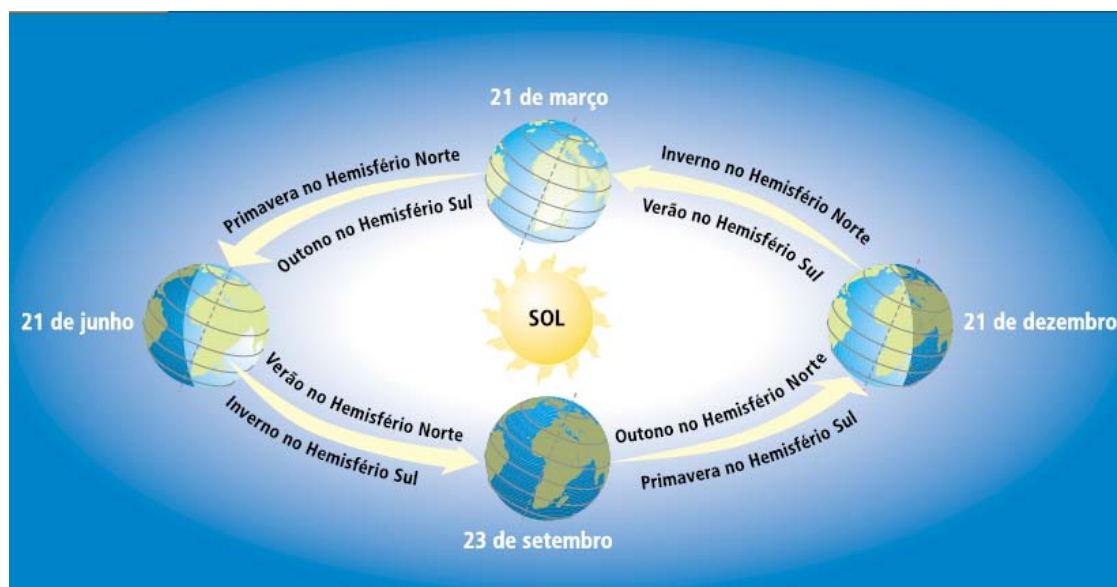 21 de março
Primavera no Hemisfério Norte
Outono no Hemisfério Sul
Inverno no Hemisfério Norte
Verão no Hemisfério Sul
21 de junho
SOL
21 de dezembro
Verão no Hemisfério Norte
Inverno no Hemisfério Sul
Outono no Hemisfério Norte
Primavera no Hemisfério Sul
23 de setembro